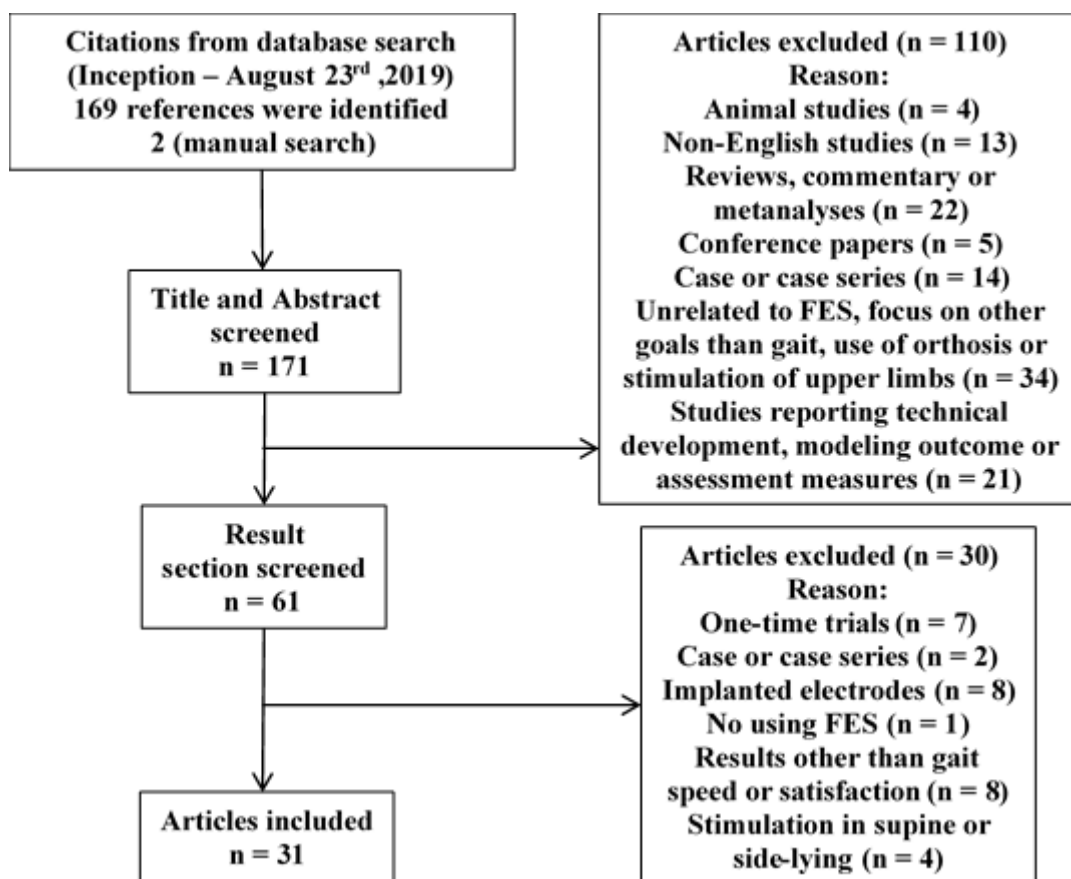 Citations from database search
(Inception – August 23rd ,2019)
169 references were identified
2 (manual search)
Title and Abstract
screened
n = 171
Articles excluded (n = 110)
Reason:
Animal studies (n = 4)
Non-English studies (n = 13)
Reviews, commentary or
metanalyses (n = 22)
Conference papers (n = 5)
Case or case series (n = 14)
Unrelated to FES, focus on other
goals than gait, use of orthosis or
stimulation of upper limbs (n = 34)
Studies reporting technical
development, modeling outcome or
assessment measures (n = 21)
Result
section screened
n = 61
Articles excluded (n = 30)
Reason:
One-time trials (n = 7)
Case or case series (n = 2)
Implanted electrodes (n = 8)
No using FES (n = 1)
Results other than gait
speed or satisfaction (n = 8)
Stimulation in supine or
side-lying (n = 4)
Articles included
n = 31